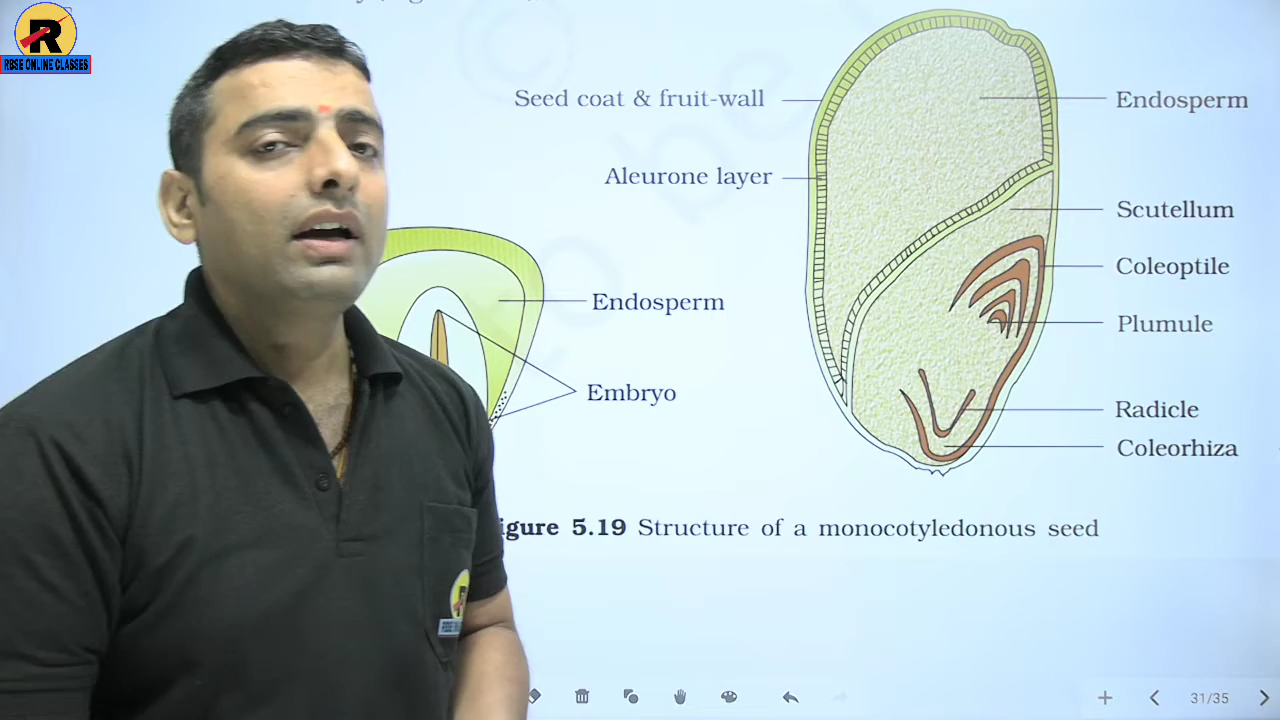 R
RBSE ONLINE CLASSES
Seed coat & fruit-wall
Endosperm
Aleurone layer
Scutellum
Coleoptile
Endosperm
Plumule
Embryo
Radicle
Coleorhiza
igure 5.19 Structure of a monocotyledonous seed
R
31/35